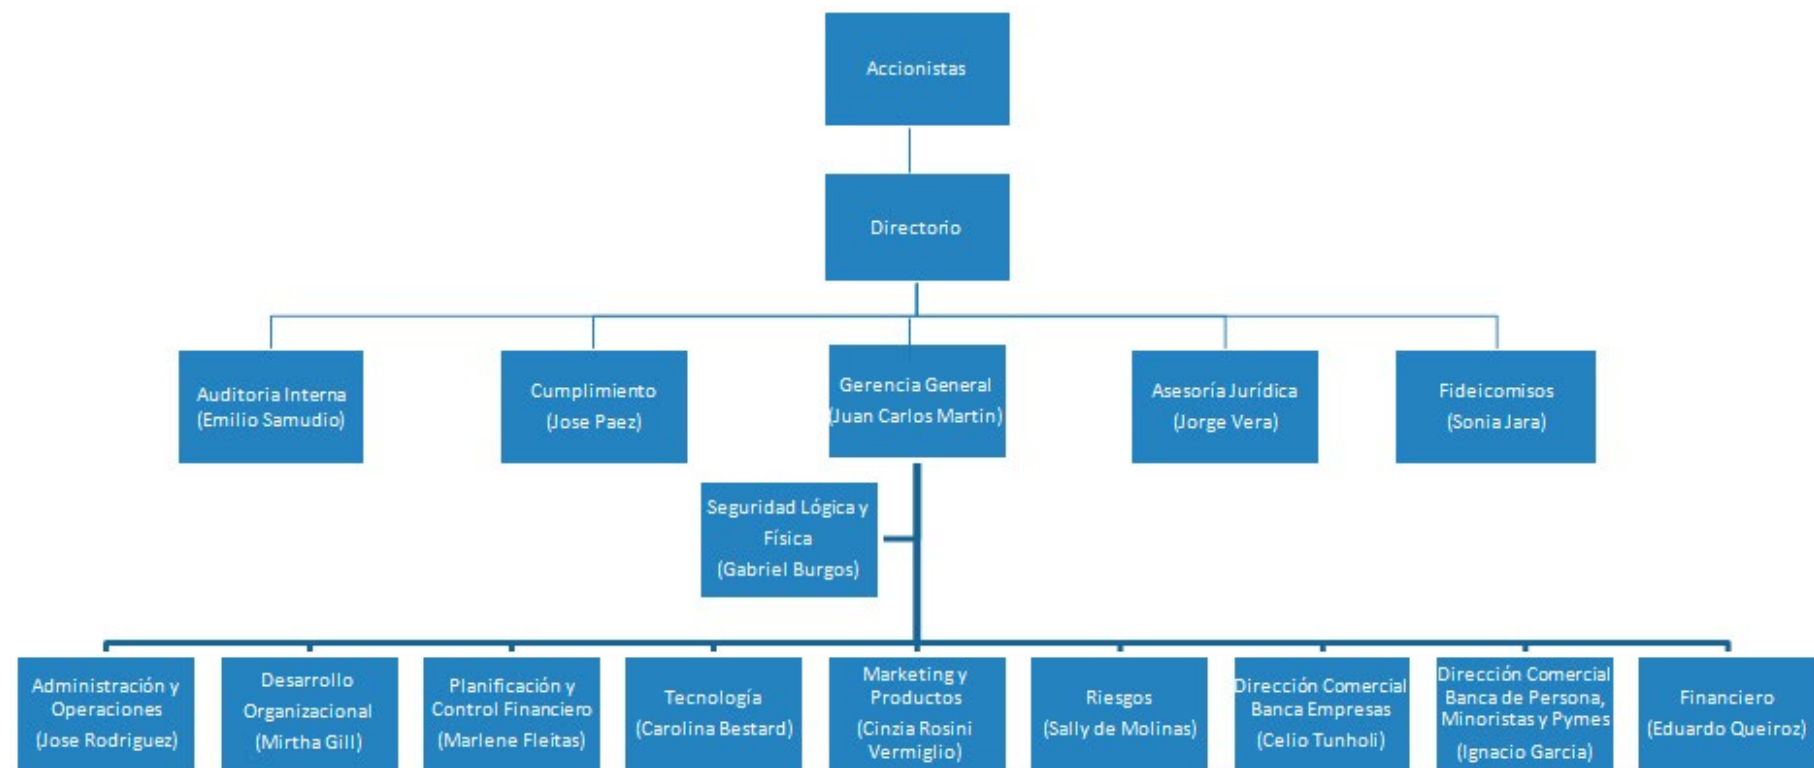 Accionistas
Directorio
Auditoria Interna
(Emilio Samudio)
Cumplimiento
(Jose Paez)
Gerencia General
(Juan Carlos Martin)
Asesoría Jurídica
(Jorge Vera)
Fideicomisos
(Sonia Jara)
Seguridad Lógica y
Física
(Gabriel Burgos)
Administración y
Operaciones
(Jose Rodriguez)
Desarrollo
Organizacional
(Mirtha Gill)
Planificación y
Control Financiero
(Marlene Fleitas)
Tecnología
(Carolina Bestard)
Marketing y
Productos
(Cinzia Rosini
Vermiglio)
Riesgos
(Sally de Molinas)
Dirección Comercial
Banca Empresas
(Celio Tunholi)
Dirección Comercial
Banca de Persona,
Minoristas y Pymes
(Ignacio Garcia)
Financiero
(Eduardo Queiroz)